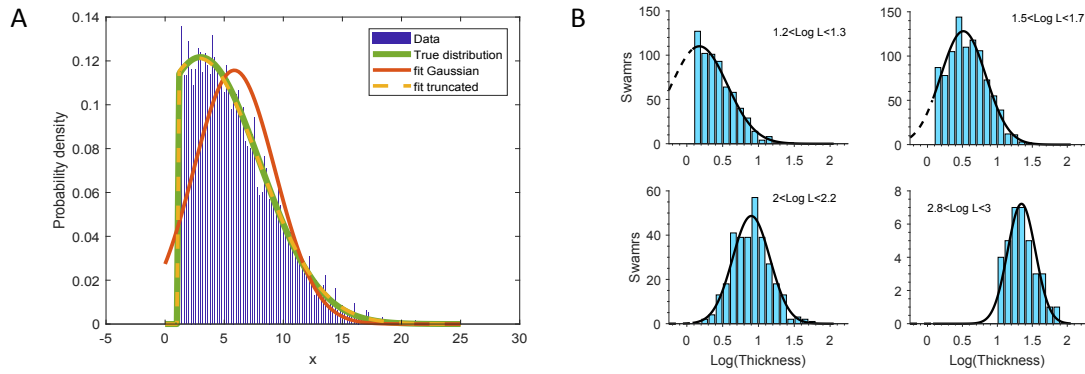 A
Data
True distribution
fit Gaussian
fit truncated
0.14
0.12
0.1
0.08
0.06
0.04
0.02
0
-5 0 5 10 15 20 25 30
Probability density
x
B
1.2<Log L<1.3
150
100
50
0
0 0.5 1 1.5 2
Swamrs
1.5<Log L<1.7
150
100
50
0
0 0.5 1 1.5 2
2<Log L<2.2
60
40
20
0
0 0.5 1 1.5 2
Swamrs
Log(Thickness)
2.8<Log L<3
8
6
4
2
0
0 0.5 1 1.5 2
Log(Thickness)